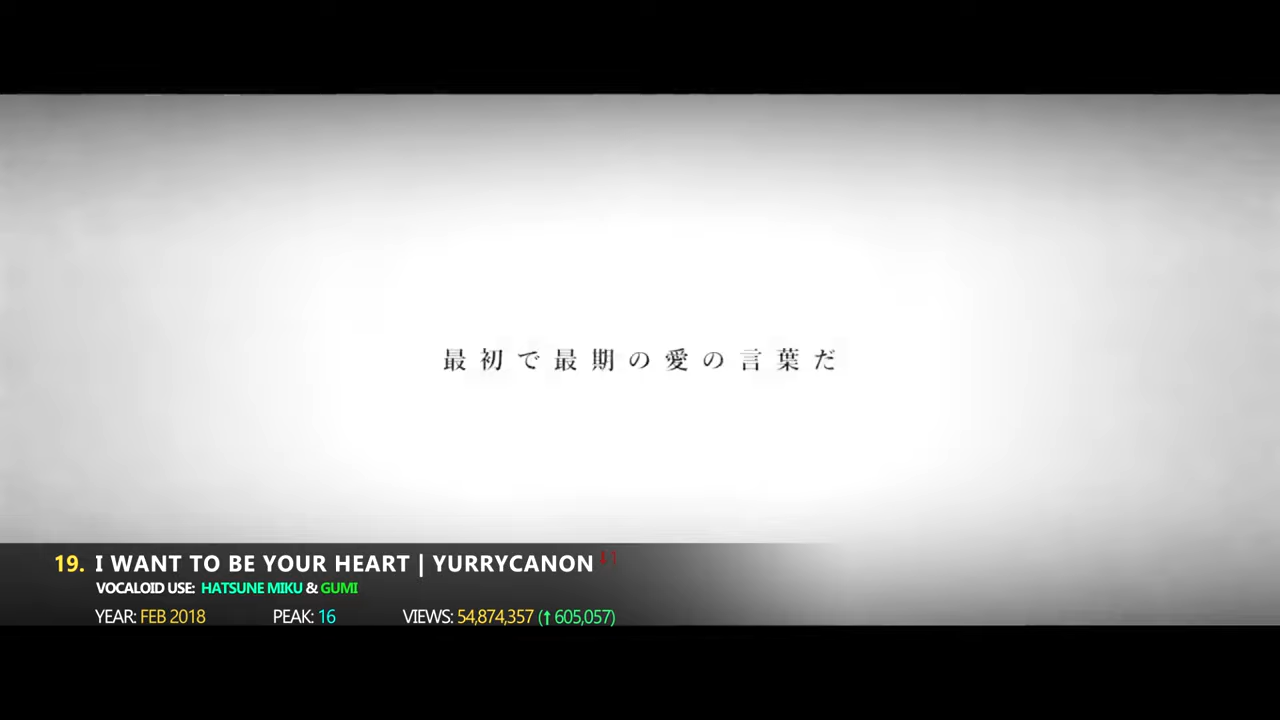 最初で最期の愛の言葉だ
19. I WANT TO BE YOUR HEART | YURRYCANON ↓1
VOCALOID USE: HATSUNE MIKU & GUMI
YEAR: FEB 2018 PEAK: 16 VIEWS: 54,874,357 (↑ 605,057)